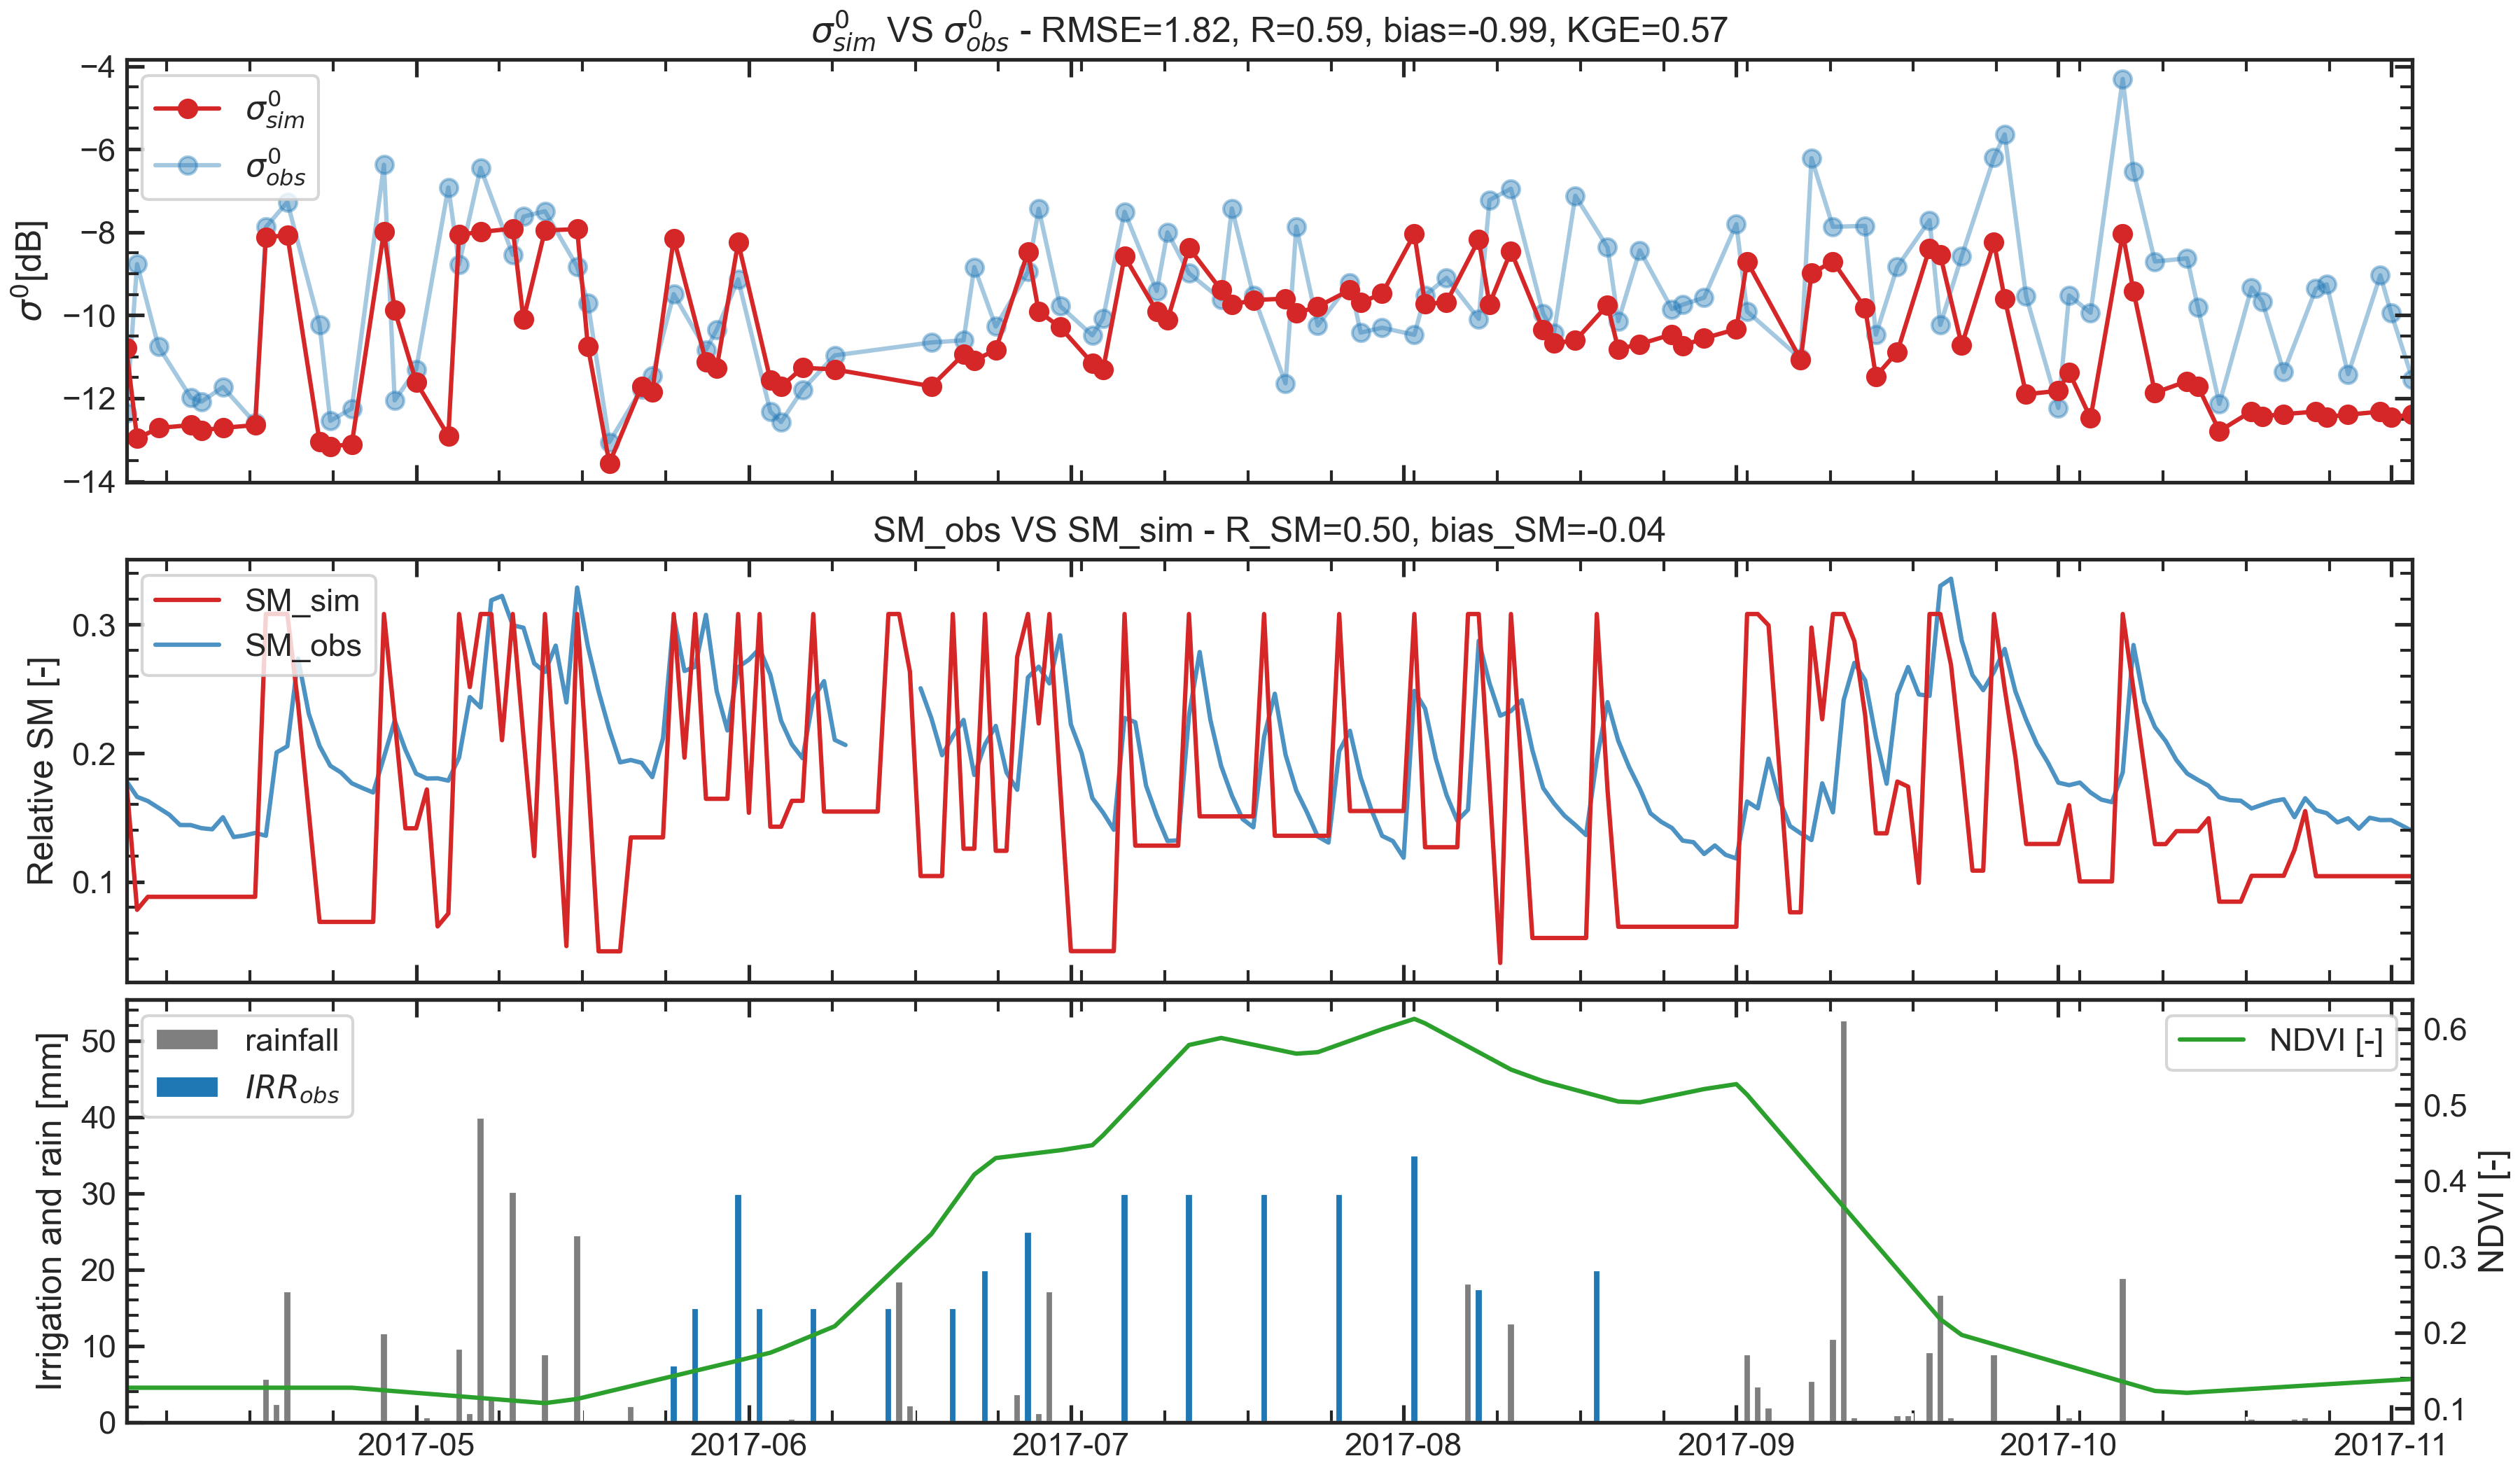 σ⁰sim VS σ⁰obs - RMSE=1.82, R=0.59, bias=-0.99, KGE=0.57
−4
−6
−8
−10
−12
−14
σ⁰[dB]
σ⁰sim
σ⁰obs
SM_obs VS SM_sim - R_SM=0.50, bias_SM=-0.04
0.3
0.2
0.1
Relative SM [-]
SM_sim
SM_obs
50
40
30
20
10
0
Irrigation and rain [mm]
rainfall
IRRobs
NDVI [-]
0.6
0.5
0.4
0.3
0.2
0.1
NDVI [-]
2017-05 2017-06 2017-07 2017-08 2017-09 2017-10 2017-11